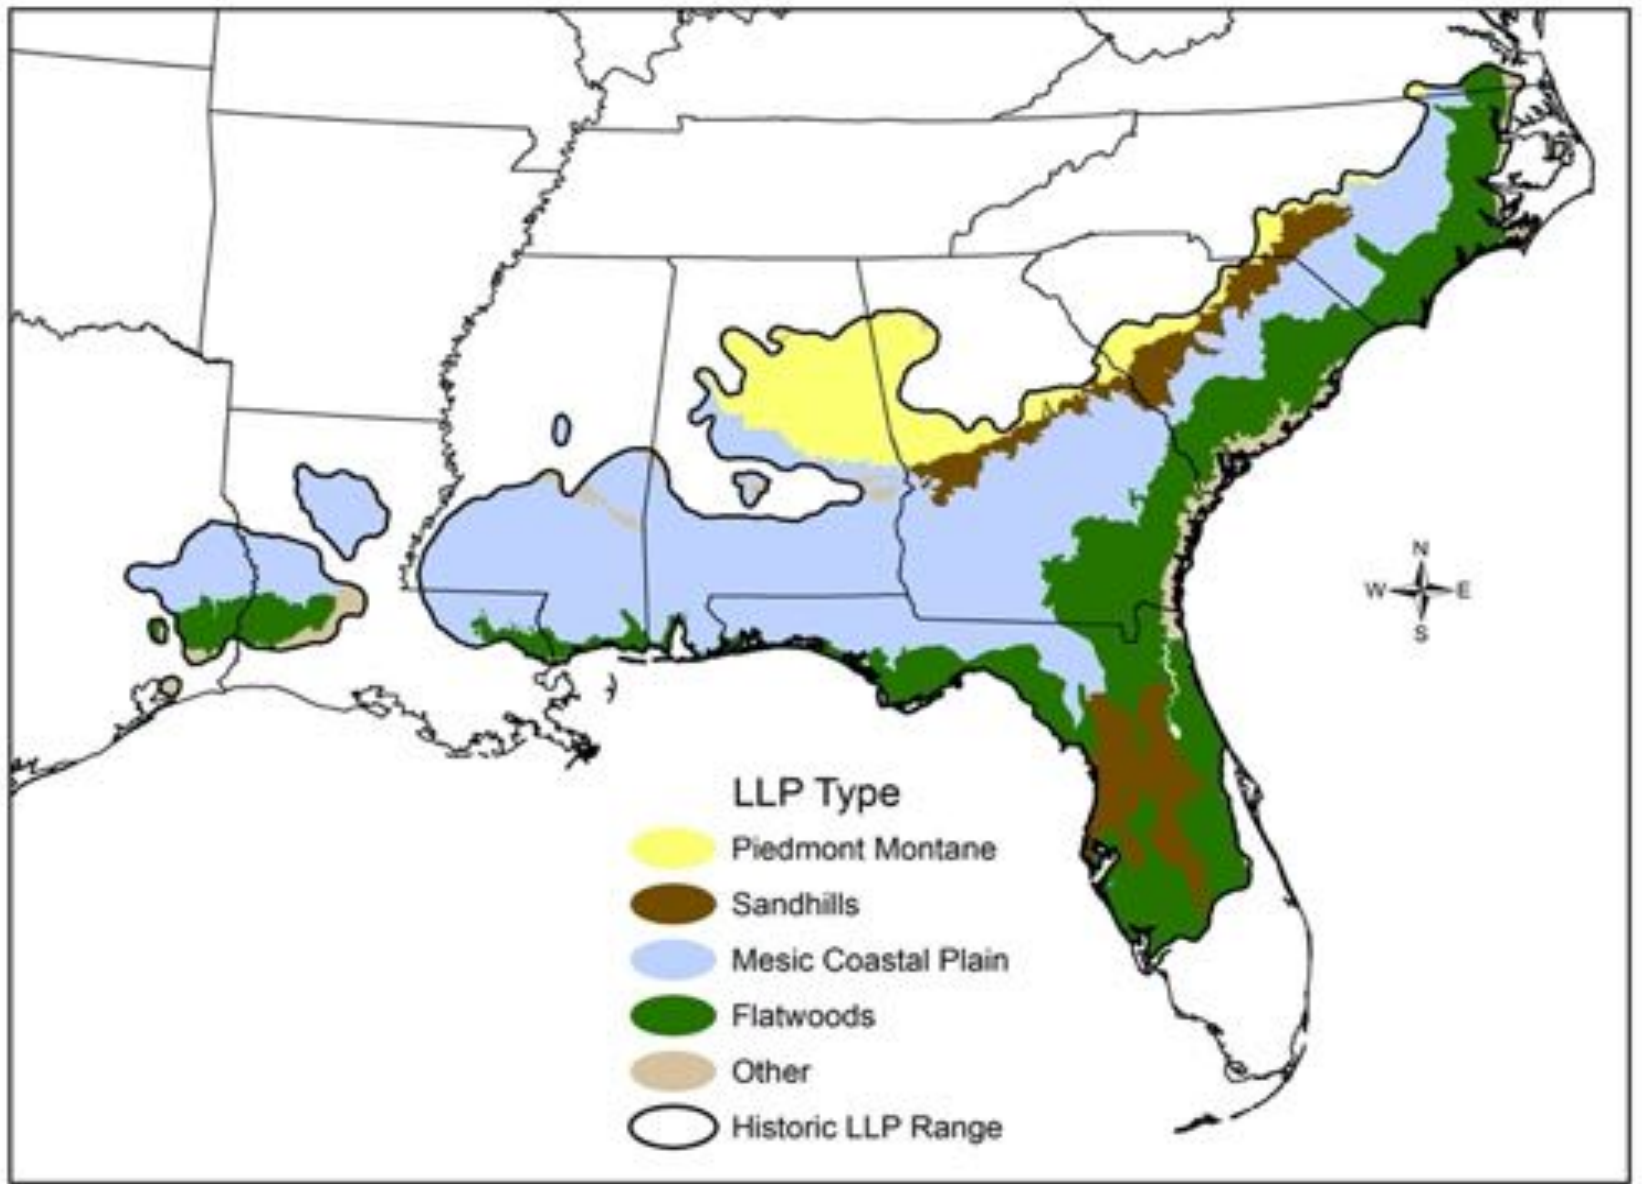 N
W E
S
LLP Type
Piedmont Montane
Sandhills
Mesic Coastal Plain
Flatwoods
Other
Historic LLP Range